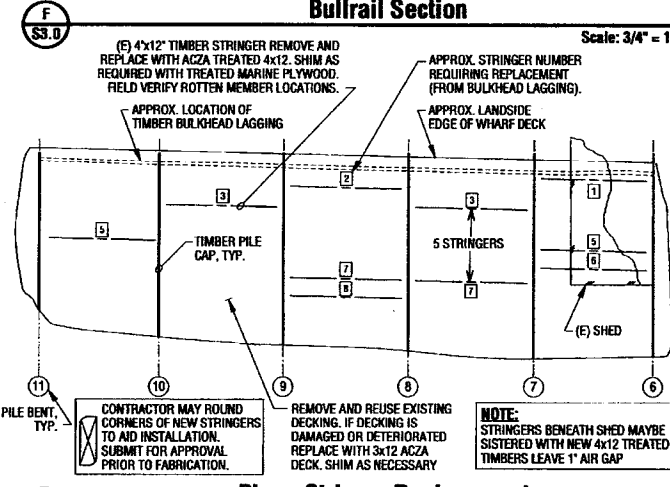 F
S3.0
Bullrail Section
Scale: 3/4" = 1
(E) 4"x12" TIMBER STRINGER REMOVE AND
REPLACE WITH ACZA TREATED 4x12. SHIM AS
REQUIRED WITH TREATED MARINE PLYWOOD.
FIELD VERIFY ROTTEN MEMBER LOCATIONS.
APPROX. STRINGER NUMBER
REQUIRING REPLACEMENT
(FROM BULKHEAD LAGGING).
APPROX. LOCATION OF
TIMBER BULKHEAD LAGGING
APPROX. LANDSIDE
EDGE OF WHARF DECK
2
1
3
3
5
TIMBER PILE
CAP, TYP.
5 STRINGERS
5
6
7
8
7
(E) SHED
11
10
9
8
7
6
PILE BENT,
TYP.
CONTRACTOR MAY ROUND
CORNERS OF NEW STRINGERS
TO AID INSTALLATION.
SUBMIT FOR APPROVAL
PRIOR TO FABRICATION.
REMOVE AND REUSE EXISTING
DECKING. IF DECKING IS
DAMAGED OR DETERIORATED
REPLACE WITH 3x12 ACZA
DECK. SHIM AS NECESSARY
NOTE:
STRINGERS BENEATH SHED MAYBE
SISTERED WITH NEW 4x12 TREATED
TIMBERS LEAVE 1" AIR GAP